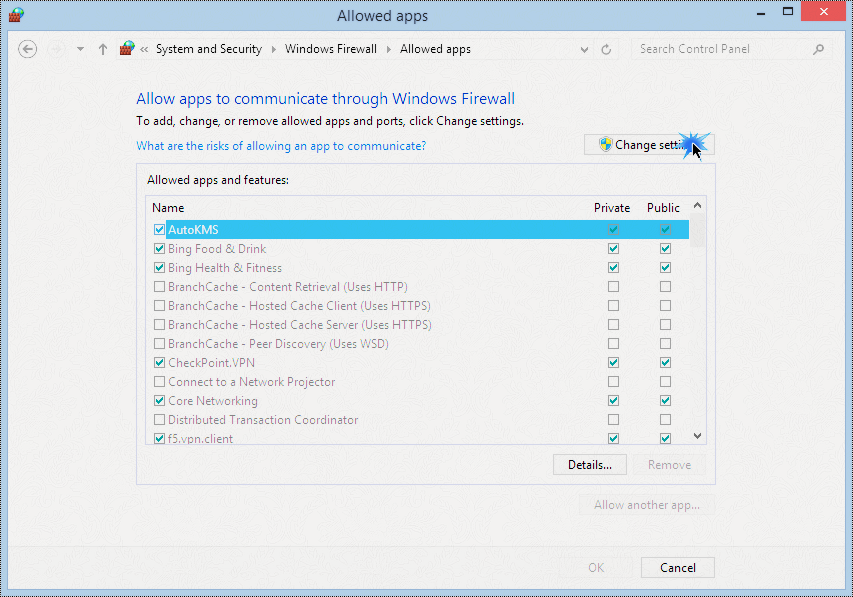 Allowed apps
« System and Security › Windows Firewall › Allowed apps
Search Control Panel
Allow apps to communicate through Windows Firewall
To add, change, or remove allowed apps and ports, click Change settings.
What are the risks of allowing an app to communicate?
Change
Allowed apps and features:
Name Private Public
AutoKMS
Bing Food & Drink
Bing Health & Fitness
BranchCache - Content Retrieval (Uses HTTP)
BranchCache - Hosted Cache Client (Uses HTTPS)
BranchCache - Hosted Cache Server (Uses HTTPS)
BranchCache - Peer Discovery (Uses WSD)
CheckPoint.VPN
Connect to a Network Projector
Core Networking
Distributed Transaction Coordinator
f5.vpn.client
Details... Remove
Allow another app...
OK Cancel